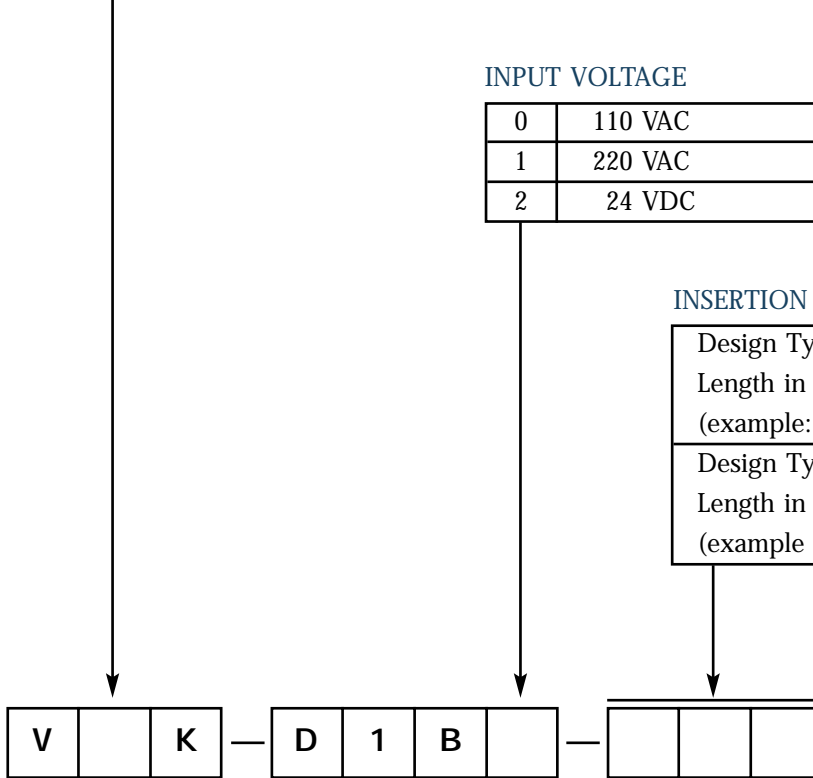 INPUT VOLTAGE
0 110 VAC
1 220 VAC
2 24 VDC
INSERTION
Design Ty
Length in
(example:
Design Ty
Length in
(example
V K — D 1 B —